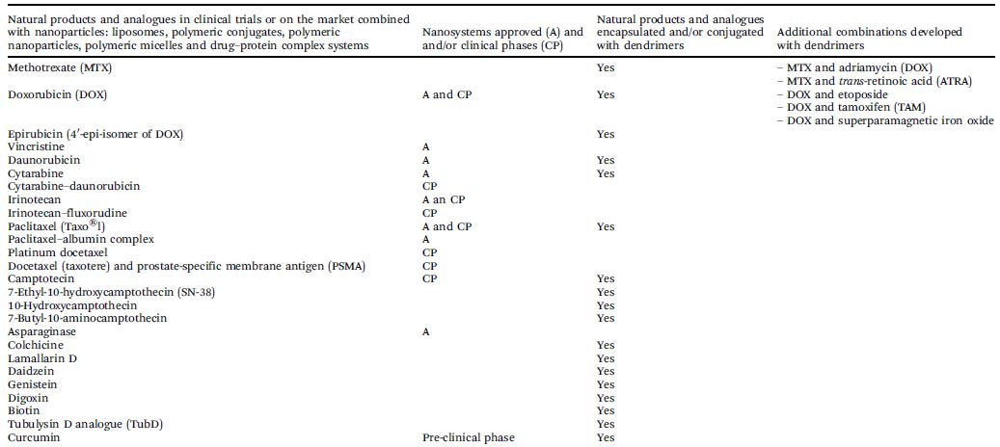 Natural products and analogues in clinical trials or on the market combined with nanoparticles: liposomes, polymeric conjugates, polymeric nanoparticles, polymeric micelles and drug–protein complex systems
Nanosystems approved (A) and and/or clinical phases (CP)
Natural products and analogues encapsulated and/or conjugated with dendrimers
Additional combinations developed with dendrimers
Methotrexate (MTX) Yes – MTX and adriamycin (DOX)
– MTX and trans-retinoic acid (ATRA)
Doxorubicin (DOX) A and CP Yes – DOX and etoposide
– DOX and tamoxifen (TAM)
– DOX and superparamagnetic iron oxide
Epirubicin (4′-epi-isomer of DOX) Yes
Vincristine A
Daunorubicin A Yes
Cytarabine A Yes
Cytarabine–daunorubicin CP
Irinotecan A an CP
Irinotecan–fluxorudine CP
Paclitaxel (Taxo®l) A and CP Yes
Paclitaxel–albumin complex A
Platinum docetaxel CP
Docetaxel (taxotere) and prostate-specific membrane antigen (PSMA) CP
Camptotecin CP Yes
7-Ethyl-10-hydroxycamptothecin (SN-38) Yes
10-Hydroxycamptothecin Yes
7-Butyl-10-aminocamptothecin Yes
Asparaginase A
Colchicine Yes
Lamallarin D Yes
Daidzein Yes
Genistein Yes
Digoxin Yes
Biotin Yes
Tubulysin D analogue (TubD) Yes
Curcumin Pre-clinical phase Yes